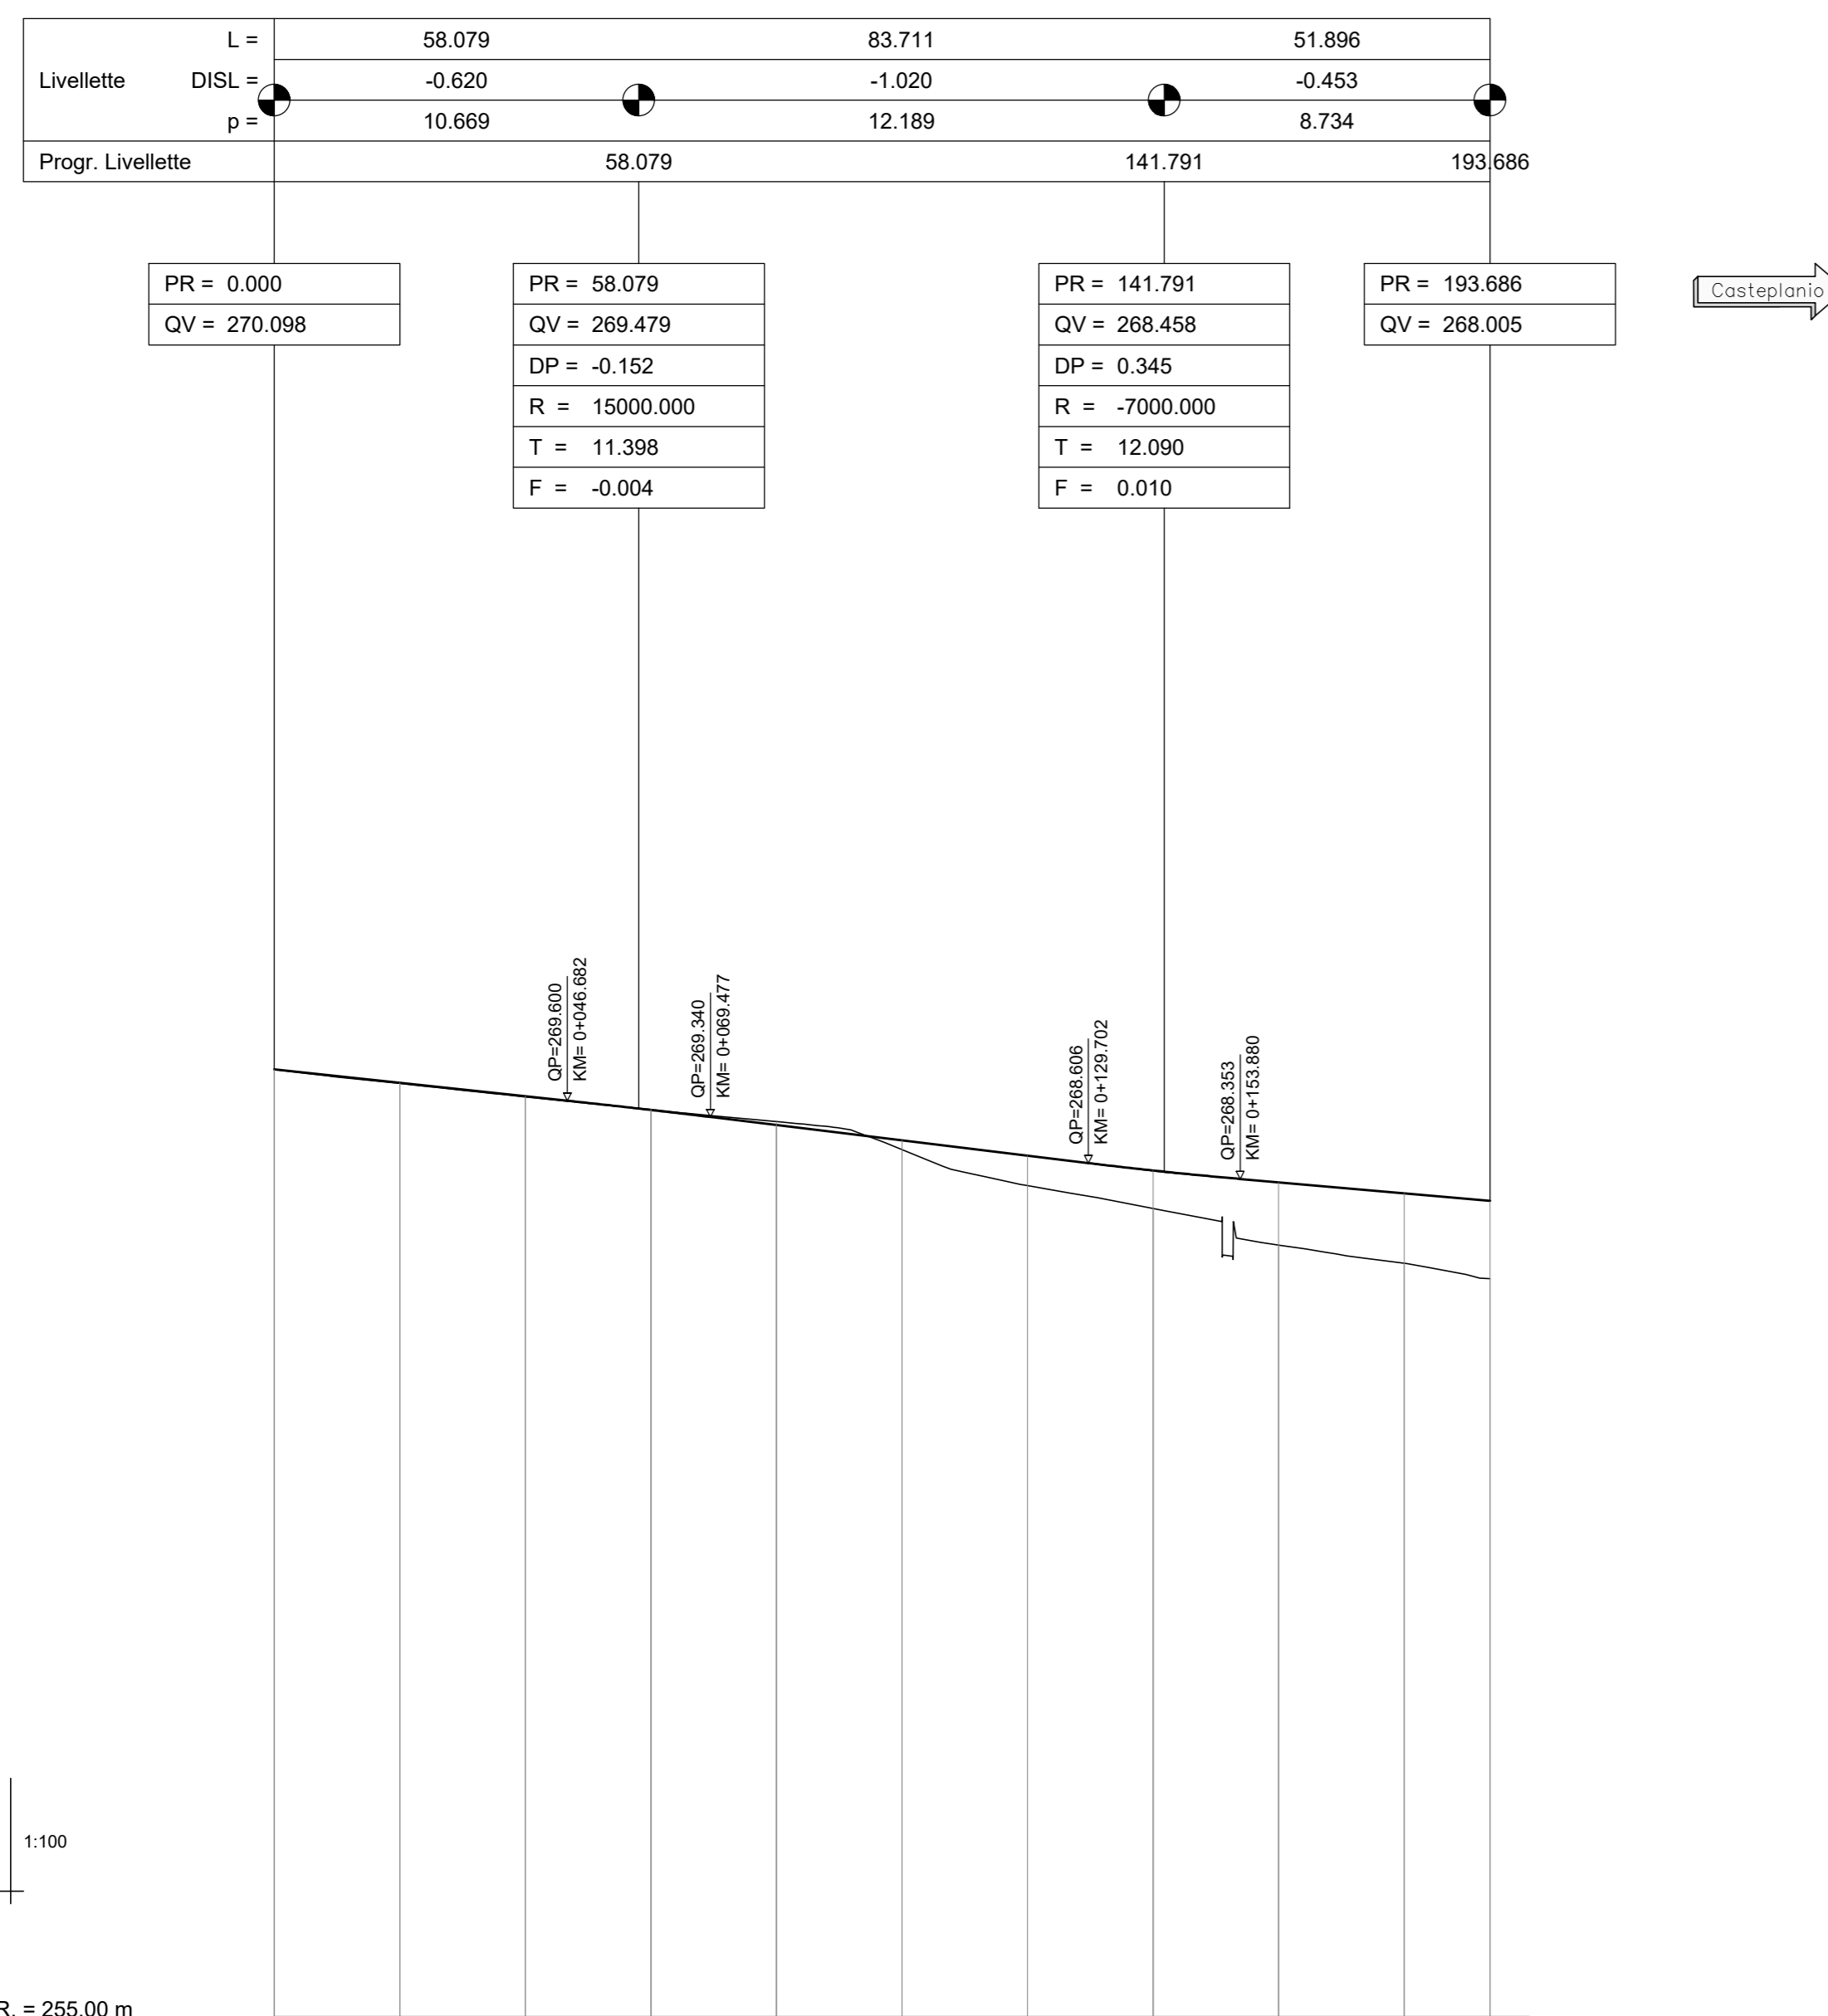 L = 58.079 83.711 51.896
Livellette DISL = -0.620 -1.020 -0.453
p = 10.669 12.189 8.734
Progr. Livellette 58.079 141.791 193.686
PR = 0.000
QV = 270.098
PR = 58.079
QV = 269.479
DP = -0.152
R = 15000.000
T = 11.398
F = -0.004
PR = 141.791
QV = 268.458
DP = 0.345
R = -7000.000
T = 12.090
F = 0.010
PR = 193.686
QV = 268.005
Casteplanio
QP=269.600
KM= 0+046.682
QP=269.340
KM= 0+069.477
QP=268.606
KM= 0+129.702
QP=268.353
KM= 0+153.880
1:100
R. = 255.00 m